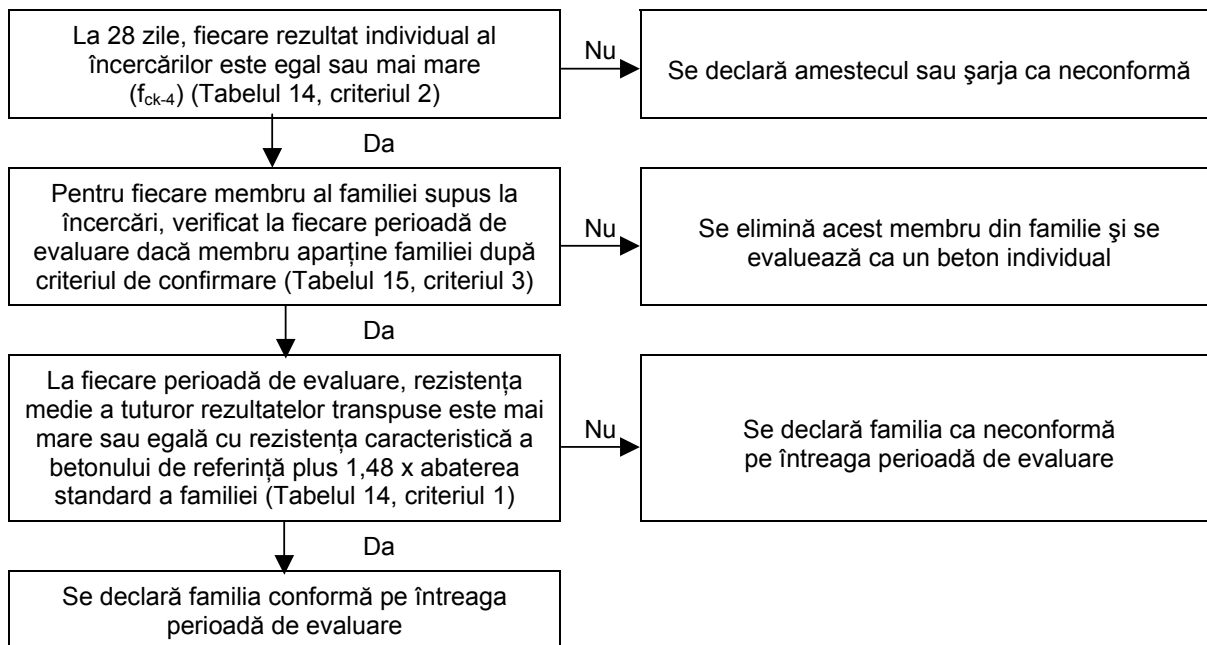 La 28 zile, fiecare rezultat individual al
încercărilor este egal sau mai mare
(fck-4) (Tabelul 14, criteriul 2)
Nu
Se declară amestecul sau şarja ca neconformă
Da
Pentru fiecare membru al familiei supus la
încercări, verificat la fiecare perioadă de
evaluare dacă membru aparține familiei după
criteriul de confirmare (Tabelul 15, criteriul 3)
Nu
Se elimină acest membru din familie şi se
evaluează ca un beton individual
Da
La fiecare perioadă de evaluare, rezistența
medie a tuturor rezultatelor transpuse este mai
mare sau egală cu rezistența caracteristică a
betonului de referință plus 1,48 x abaterea
standard a familiei (Tabelul 14, criteriul 1)
Nu
Se declară familia ca neconformă
pe întreaga perioadă de evaluare
Da
Se declară familia conformă pe întreaga
perioadă de evaluare